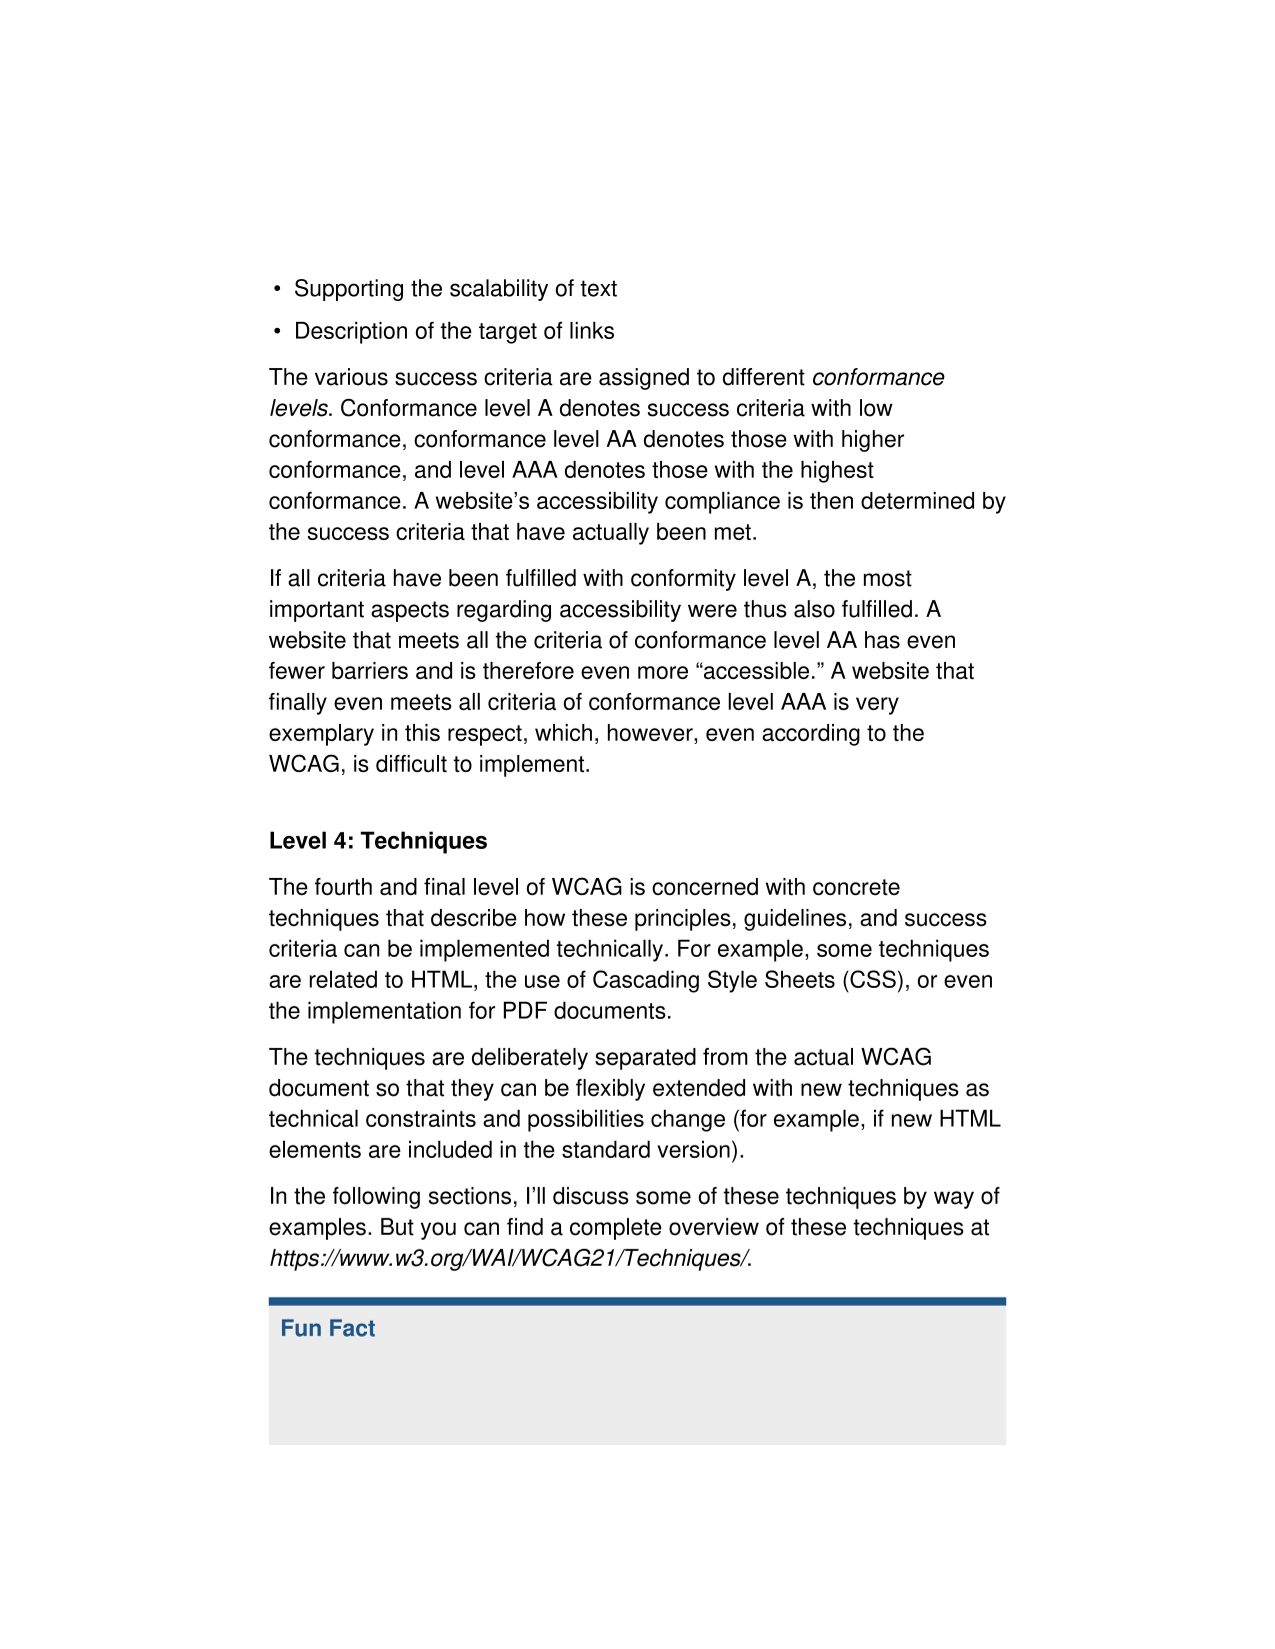 • Supporting the scalability of text
• Description of the target of links
The various success criteria are assigned to different conformance
levels. Conformance level A denotes success criteria with low
conformance, conformance level AA denotes those with higher
conformance, and level AAA denotes those with the highest
conformance. A website’s accessibility compliance is then determined by
the success criteria that have actually been met.
If all criteria have been fulfilled with conformity level A, the most
important aspects regarding accessibility were thus also fulfilled. A
website that meets all the criteria of conformance level AA has even
fewer barriers and is therefore even more “accessible.” A website that
finally even meets all criteria of conformance level AAA is very
exemplary in this respect, which, however, even according to the
WCAG, is difficult to implement.
Level 4: Techniques
The fourth and final level of WCAG is concerned with concrete
techniques that describe how these principles, guidelines, and success
criteria can be implemented technically. For example, some techniques
are related to HTML, the use of Cascading Style Sheets (CSS), or even
the implementation for PDF documents.
The techniques are deliberately separated from the actual WCAG
document so that they can be flexibly extended with new techniques as
technical constraints and possibilities change (for example, if new HTML
elements are included in the standard version).
In the following sections, I’ll discuss some of these techniques by way of
examples. But you can find a complete overview of these techniques at
https://www.w3.org/WAI/WCAG21/Techniques/.
Fun Fact